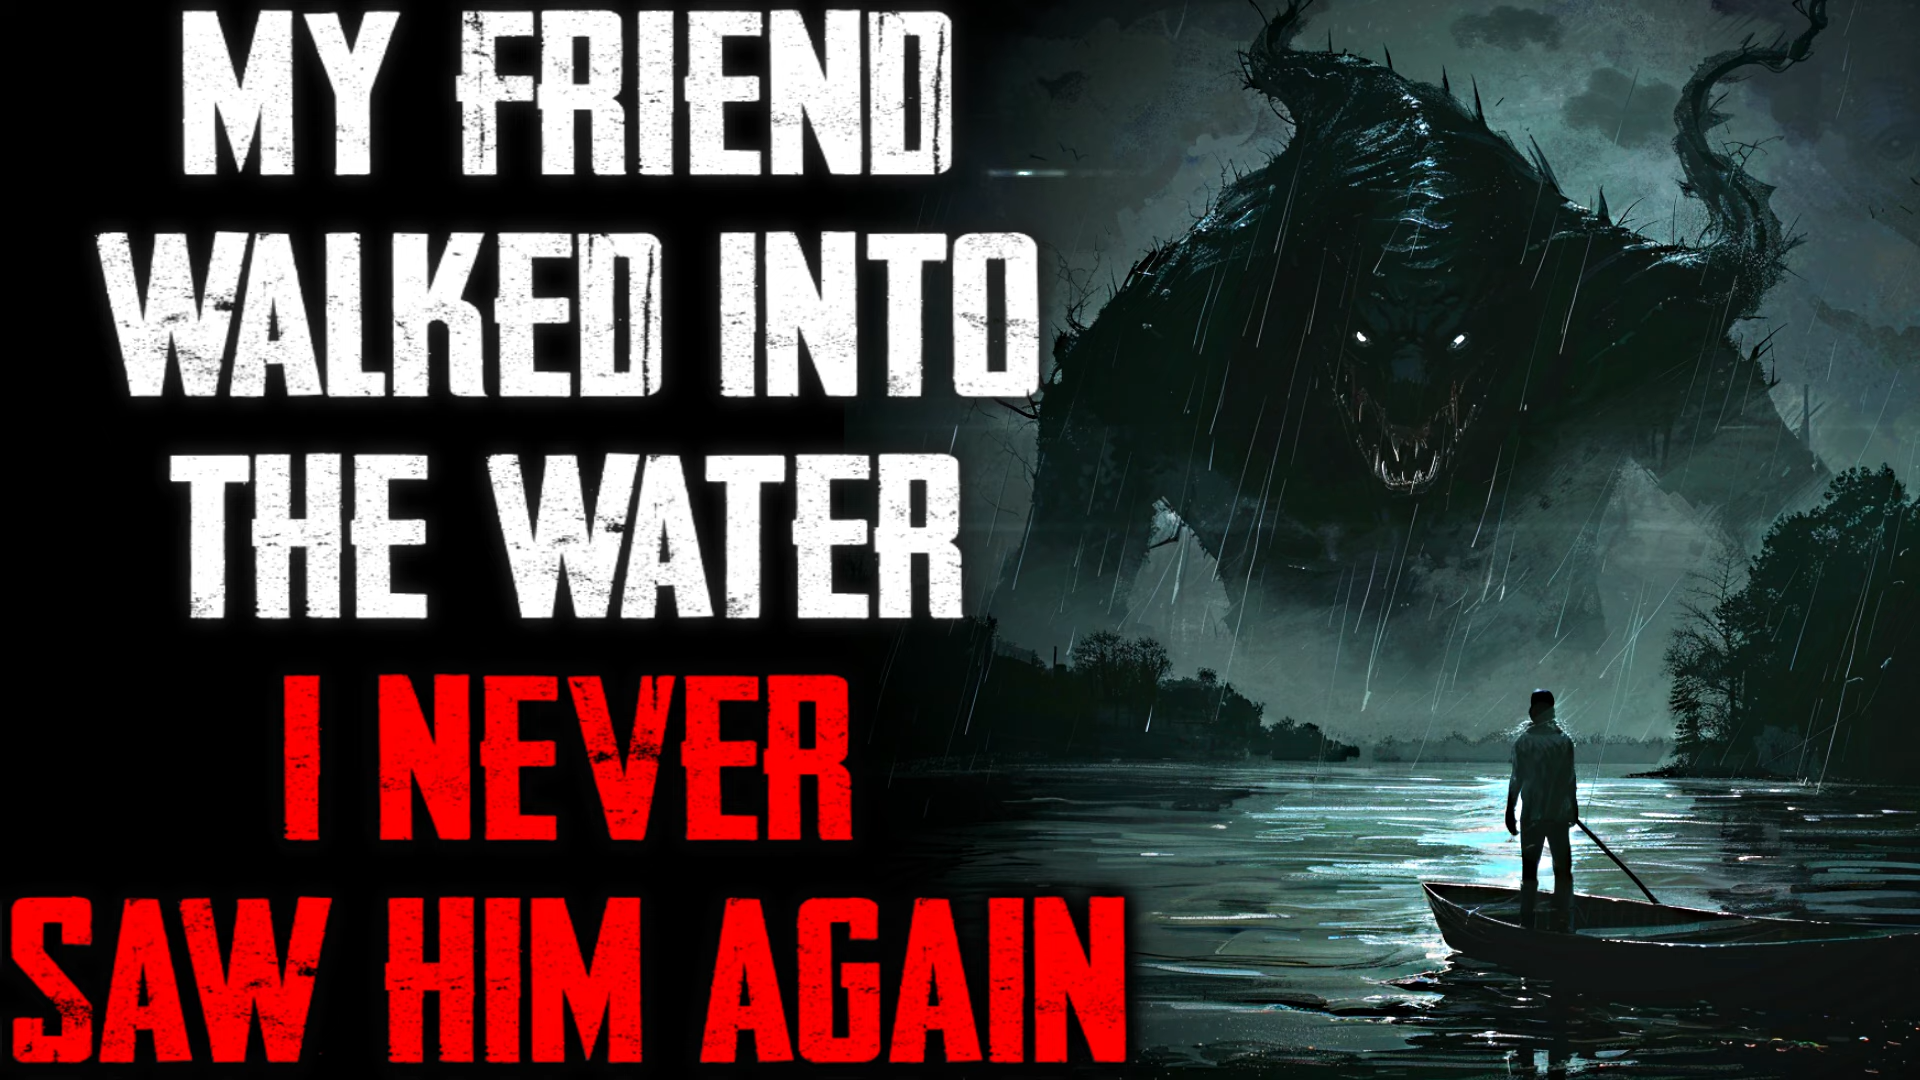 MY FRIEND
WALKED INTO
THE WATER
I NEVER
SAW HIM AGAIN